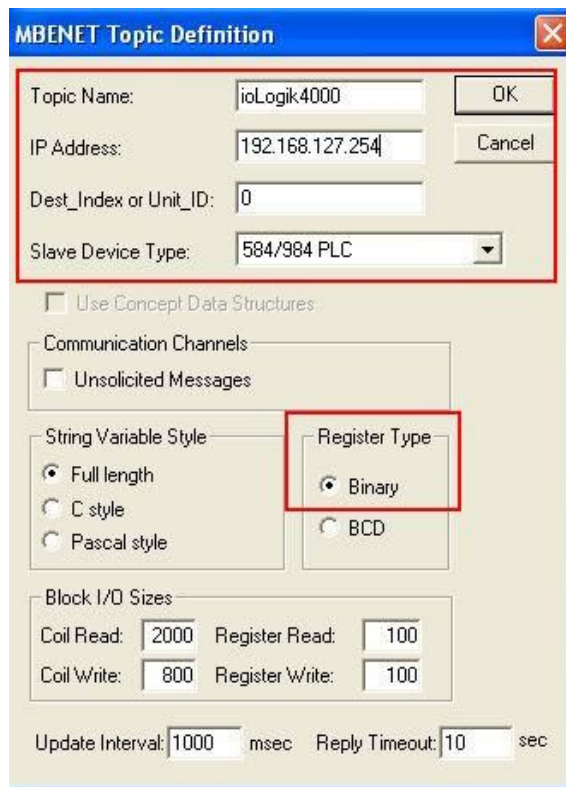 MBENET Topic Definition
Topic Name: ioLogik4000 OK
IP Address: 192.168.127.254 Cancel
Dest_Index or Unit_ID: 0
Slave Device Type: 584/984 PLC
Use Concept Data Structures
Communication Channels
Unsolicited Messages
String Variable Style Register Type
Full length Binary
C style BCD
Pascal style
Block I/O Sizes
Coil Read: 2000 Register Read: 100
Coil Write: 800 Register Write: 100
Update Interval: 1000 msec Reply Timeout: 10 sec